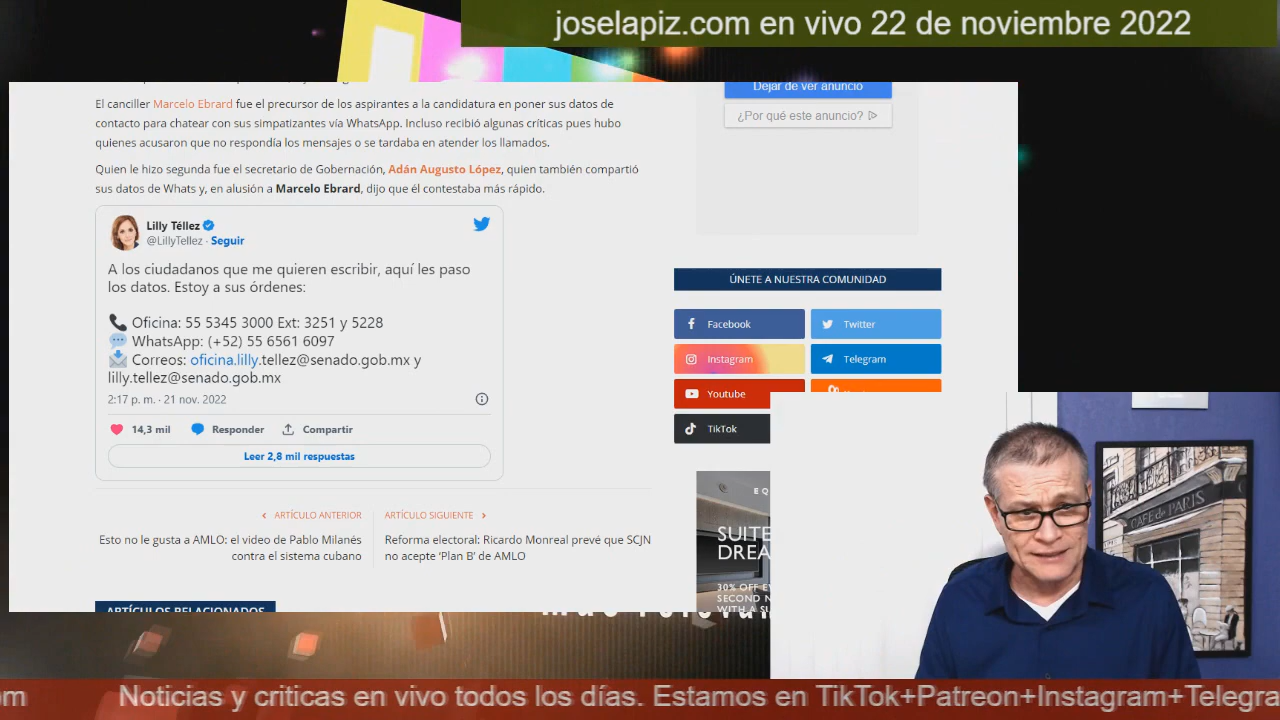 joselapiz.com en vivo 22 de noviembre 2022
El canciller Marcelo Ebrard fue el precursor de los aspirantes a la candidatura en poner sus datos de
contacto para chatear con sus simpatizantes vía WhatsApp. Incluso recibió algunas críticas pues hubo
quienes acusaron que no respondía los mensajes o se tardaba en atender los llamados.
Quien le hizo segunda fue el secretario de Gobernación, Adán Augusto López, quien también compartió
sus datos de Whats y, en alusión a Marcelo Ebrard, dijo que él contestaba más rápido.
Lilly Téllez
@LillyTellez · Seguir
A los ciudadanos que me quieren escribir, aquí les paso
los datos. Estoy a sus órdenes:
Oficina: 55 5345 3000 Ext: 3251 y 5228
WhatsApp: (+52) 55 6561 6097
Correos: oficina.lilly.tellez@senado.gob.mx y
lilly.tellez@senado.gob.mx
2:17 p. m. · 21 nov. 2022
14,3 mil Responder Compartir
Leer 2,8 mil respuestas
ARTÍCULO ANTERIOR
Esto no le gusta a AMLO: el video de Pablo Milanés
contra el sistema cubano
ARTÍCULO SIGUIENTE
Reforma electoral: Ricardo Monreal prevé que SCJN
no acepte ‘Plan B’ de AMLO
ARTÍCULOS RELACIONADOS
Dejar de ver anuncio
¿Por qué este anuncio?
ÚNETE A NUESTRA COMUNIDAD
Facebook Twitter
Instagram Telegram
Youtube
TikTok
SUITE
DREA
30% OFF E
SECOND N
WITH A SU
CAFE de PARIS
om Noticias y criticas en vivo todos los días. Estamos en TikTok+Patreon+Instagram+Telegra